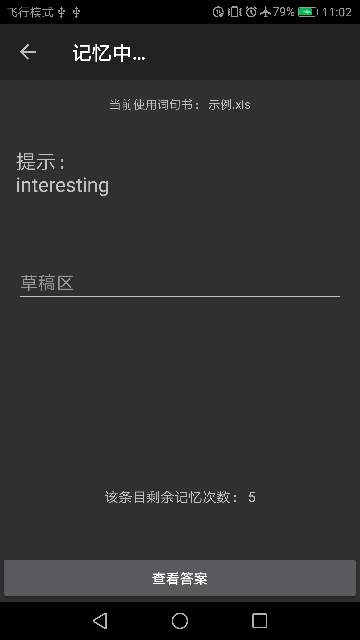 飞行模式 79% 11:02
记忆中...
当前使用词句书：示例.xls
提示：
interesting
草稿区
该条目剩余记忆次数：5
查看答案